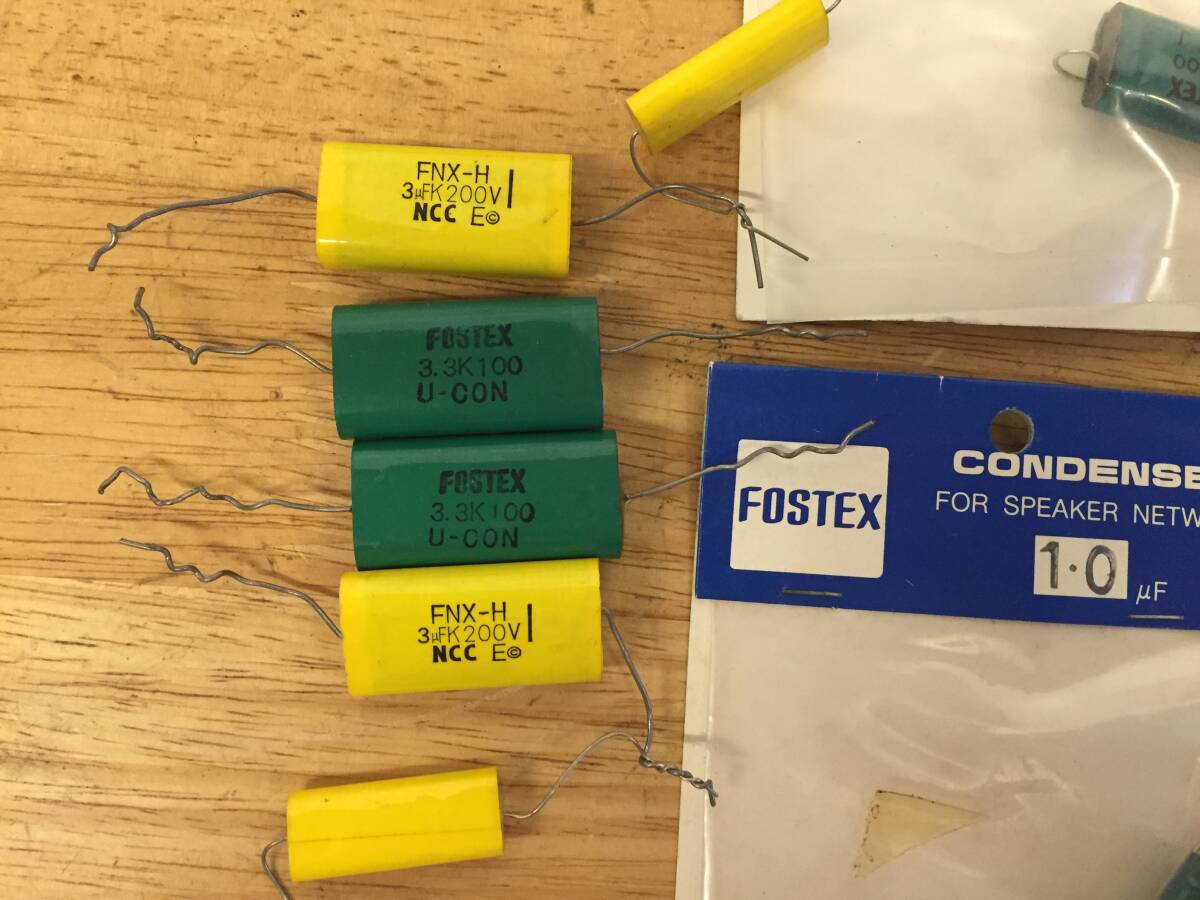 FNX-H
3μFK200V
NCC E©
FOSTEX
3.3K100
U-CON
FOSTEX
3.3K100
U-CON
FNX-H
3μFK200V
NCC E©
FOSTEX
CONDENSE
FOR SPEAKER NETW
1.0 μF